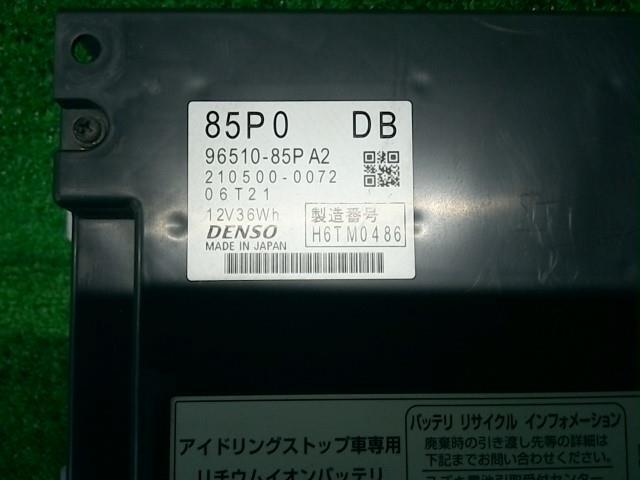 85P0 DB
96510-85PA2
210500-0072
06T21
12V36Wh
DENSO
MADE IN JAPAN
製造番号
H6TM0486
アイドリングストップ車専用
リチウムイオンバッテリ
バッテリ リサイクル インフォメーション
廃棄時の引き渡し先等の詳細は
下記までお問い合わせください。